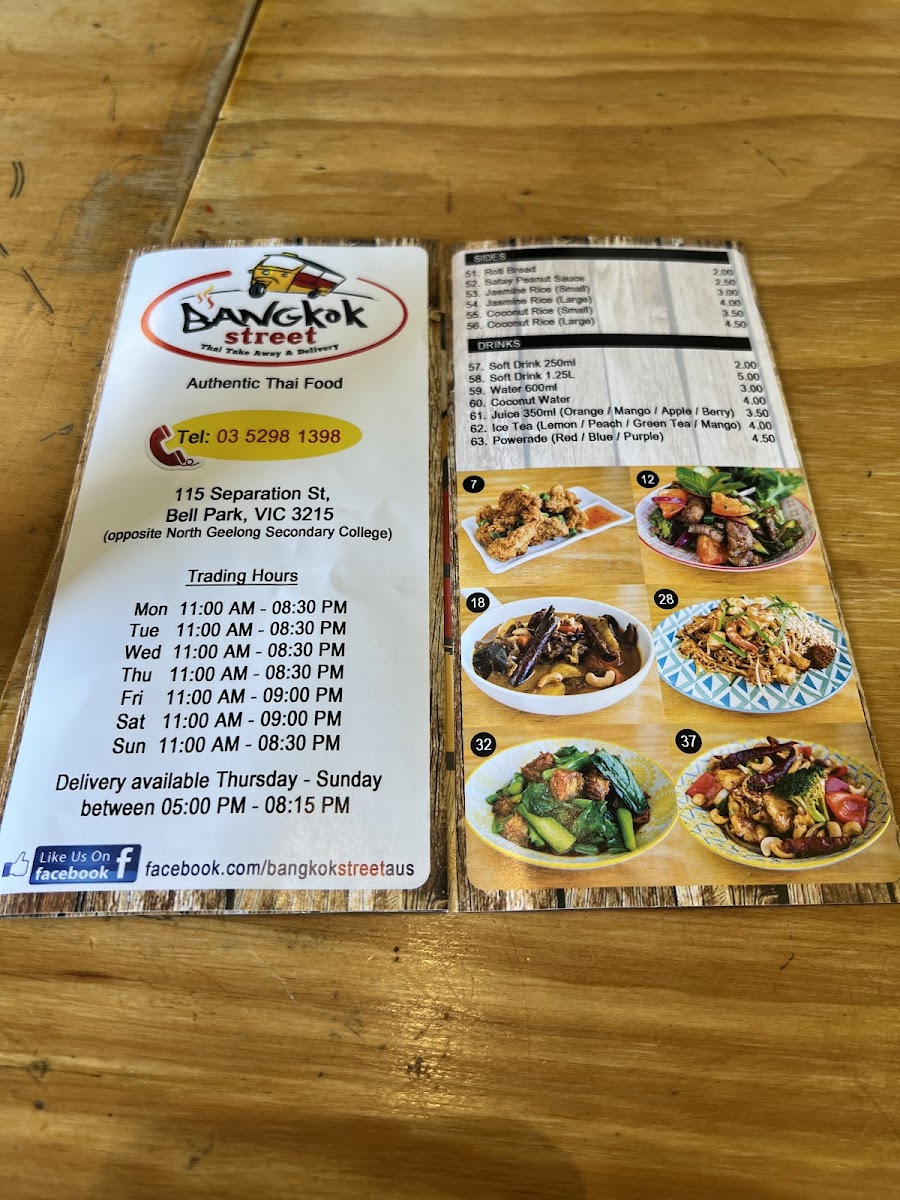 BANGKOK
street
Thai Take Away & Delivery
Authentic Thai Food
Tel: 03 5298 1398
115 Separation St,
Bell Park, VIC 3215
(opposite North Geelong Secondary College)
Trading Hours
Mon 11:00 AM - 08:30 PM
Tue 11:00 AM - 08:30 PM
Wed 11:00 AM - 08:30 PM
Thu 11:00 AM - 08:30 PM
Fri 11:00 AM - 09:00 PM
Sat 11:00 AM - 09:00 PM
Sun 11:00 AM - 08:30 PM
Delivery available Thursday - Sunday
between 05:00 PM - 08:15 PM
Like Us On
facebook
f
facebook.com/bangkokstreetaus
SIDES
51. Roti Bread 2.00
52. Satay Peanut Sauce 2.50
53. Jasmine Rice (Small) 3.00
54. Jasmine Rice (Large) 4.00
55. Coconut Rice (Small) 3.50
56. Coconut Rice (Large) 4.50
DRINKS
57. Soft Drink 250ml 2.00
58. Soft Drink 1.25L 5.00
59. Water 600ml 3.00
60. Coconut Water 4.00
61. Juice 350ml (Orange / Mango / Apple / Berry) 3.50
62. Ice Tea (Lemon / Peach / Green Tea / Mango) 4.00
63. Powerade (Red / Blue / Purple) 4.50
7
12
18
28
32
37